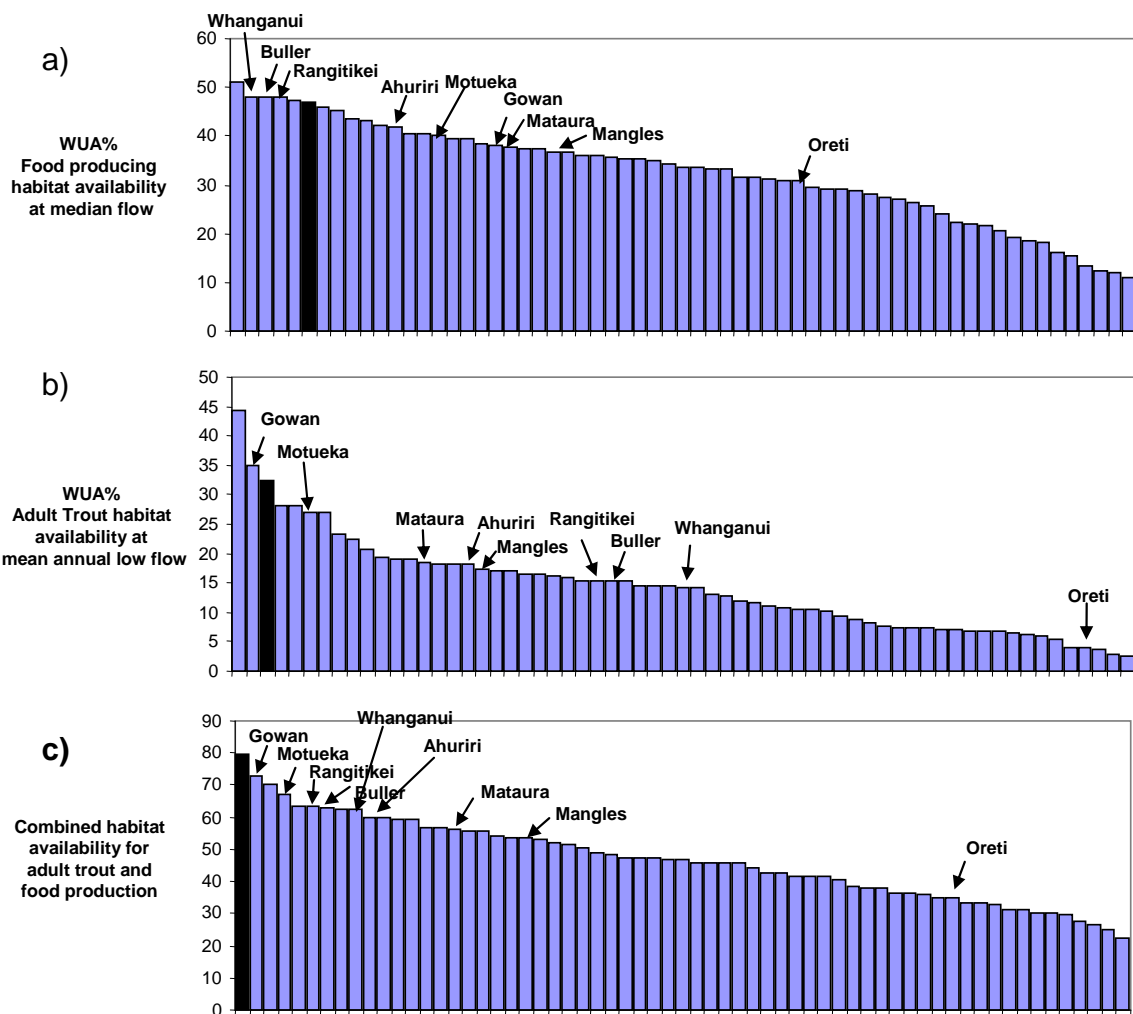 a)
WUA%
Food producing
habitat availability
at median flow
60
50
40
30
20
10
0
Whanganui
Buller
Rangitikei
Ahuriri
Motueka
Gowan
Mataura
Mangles
Oreti
b)
WUA%
Adult Trout habitat
availability at
mean annual low flow
50
45
40
35
30
25
20
15
10
5
0
Gowan
Motueka
Mataura
Ahuriri
Mangles
Rangitikei
Buller
Whanganui
Oreti
c)
Combined habitat
availability for
adult trout and
food production
90
80
70
60
50
40
30
20
10
0
Whanganui
Gowan
Motueka
Rangitikei
Buller
Ahuriri
Mataura
Mangles
Oreti